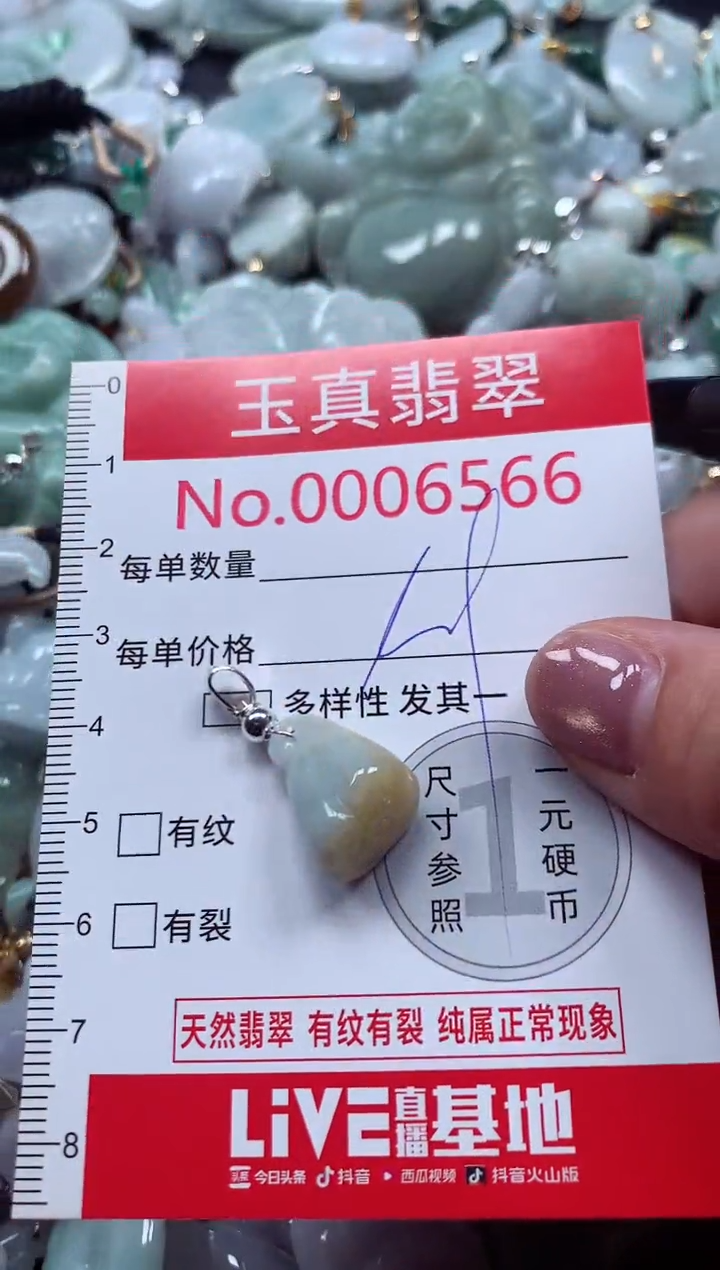 玉真翡翠
No.0006566
0
1
2
每单数量
3
每单价格
多样性 发其一
4
尺寸参照
1
一元硬币
5
有纹
6
有裂
天然翡翠 有纹有裂 纯属正常现象
7
LiVE直播基地
8
头条 今日头条 抖音 西瓜视频 抖音火山版